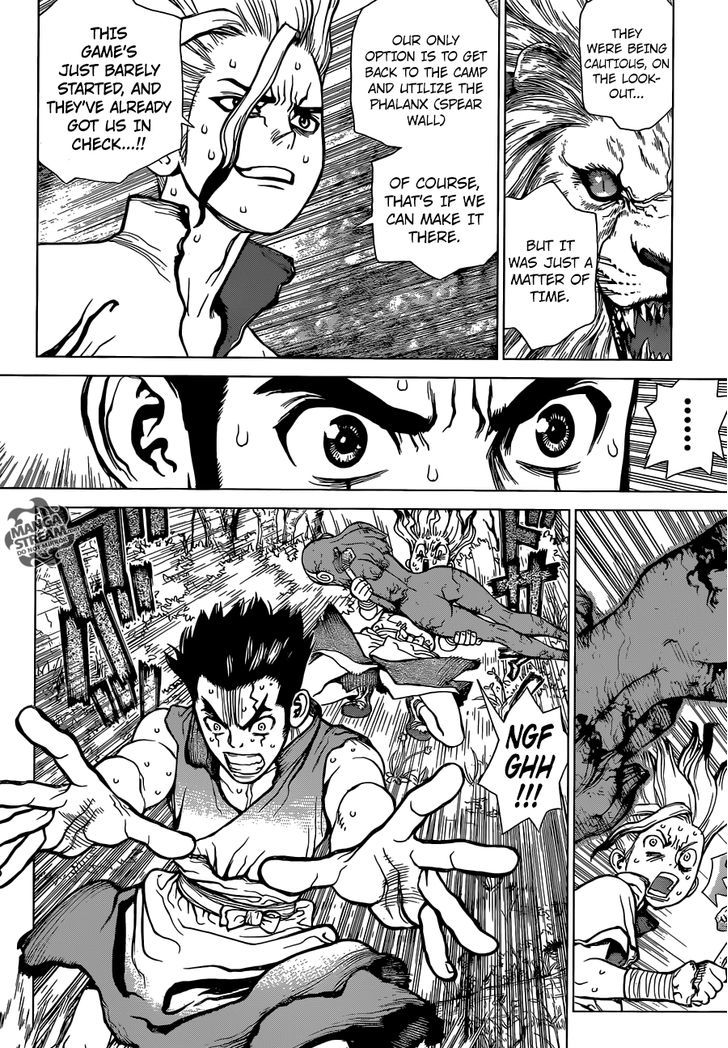 THEY
WERE BEING
CAUTIOUS,
ON THE
LOOK-
OUT...
BUT IT
WAS JUST A
MATTER OF
TIME.
OUR ONLY
OPTION IS TO GET
BACK TO THE CAMP
AND UTILIZE THE
PHALANX (SPEAR
WALL)
OF COURSE,
THAT'S IF WE
CAN MAKE IT
THERE.
THIS
GAME'S
JUST BARELY
STARTED, AND
THEY'VE ALREADY
GOT US IN
CHECK...!!
......
NGF
GHH
!!!
MANGA
STREAM